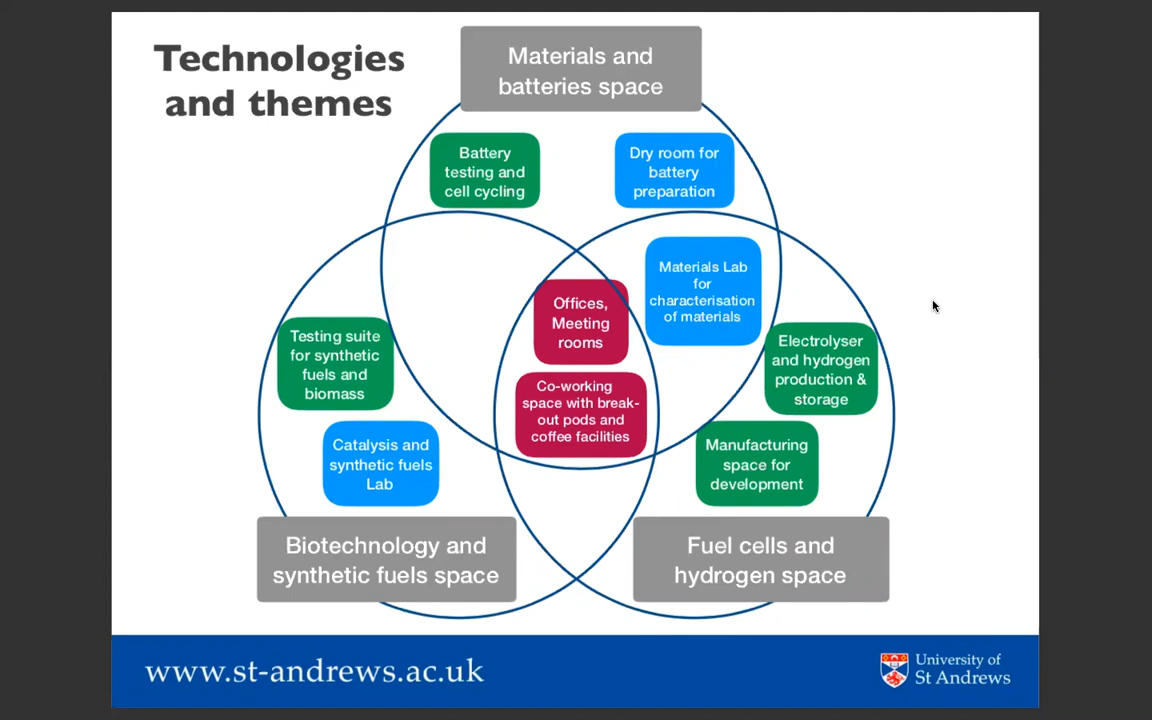 Technologies
and themes
Materials and
batteries space
Battery
testing and
cell cycling
Dry room for
battery
preparation
Materials Lab
for
characterisation
of materials
Offices,
Meeting
rooms
Testing suite
for synthetic
fuels and
biomass
Electrolyser
and hydrogen
production &
storage
Co-working
space with break-
out pods and
coffee facilities
Catalysis and
synthetic fuels
Lab
Manufacturing
space for
development
Biotechnology and
synthetic fuels space
Fuel cells and
hydrogen space
www.st-andrews.ac.uk
University of
St Andrews